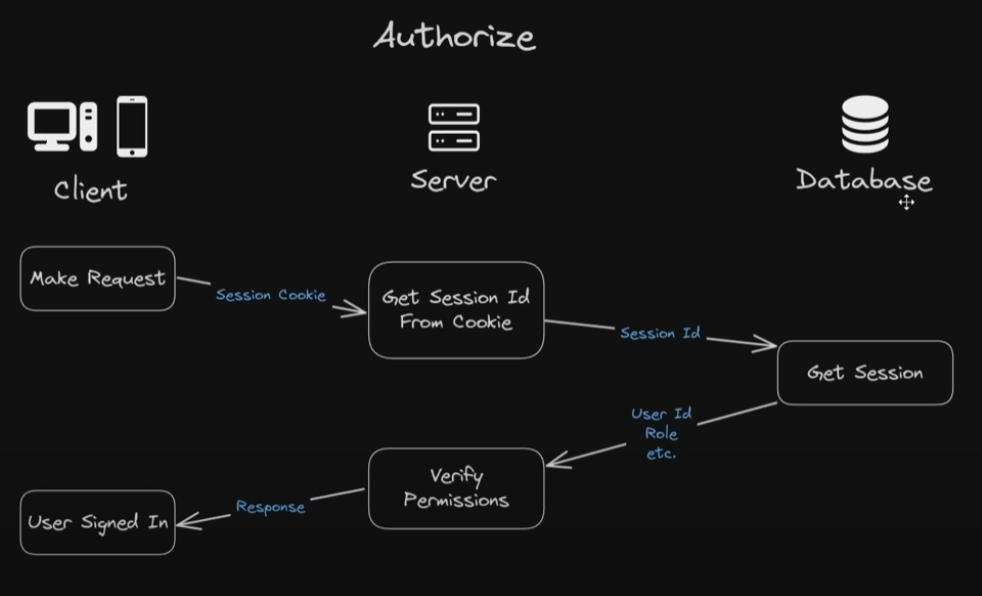 Authorize
Client
Server
Database
Make Request
Session Cookie
Get Session Id
From Cookie
Session Id
Get Session
User Id
Role
etc.
Verify
Permissions
Response
User Signed In